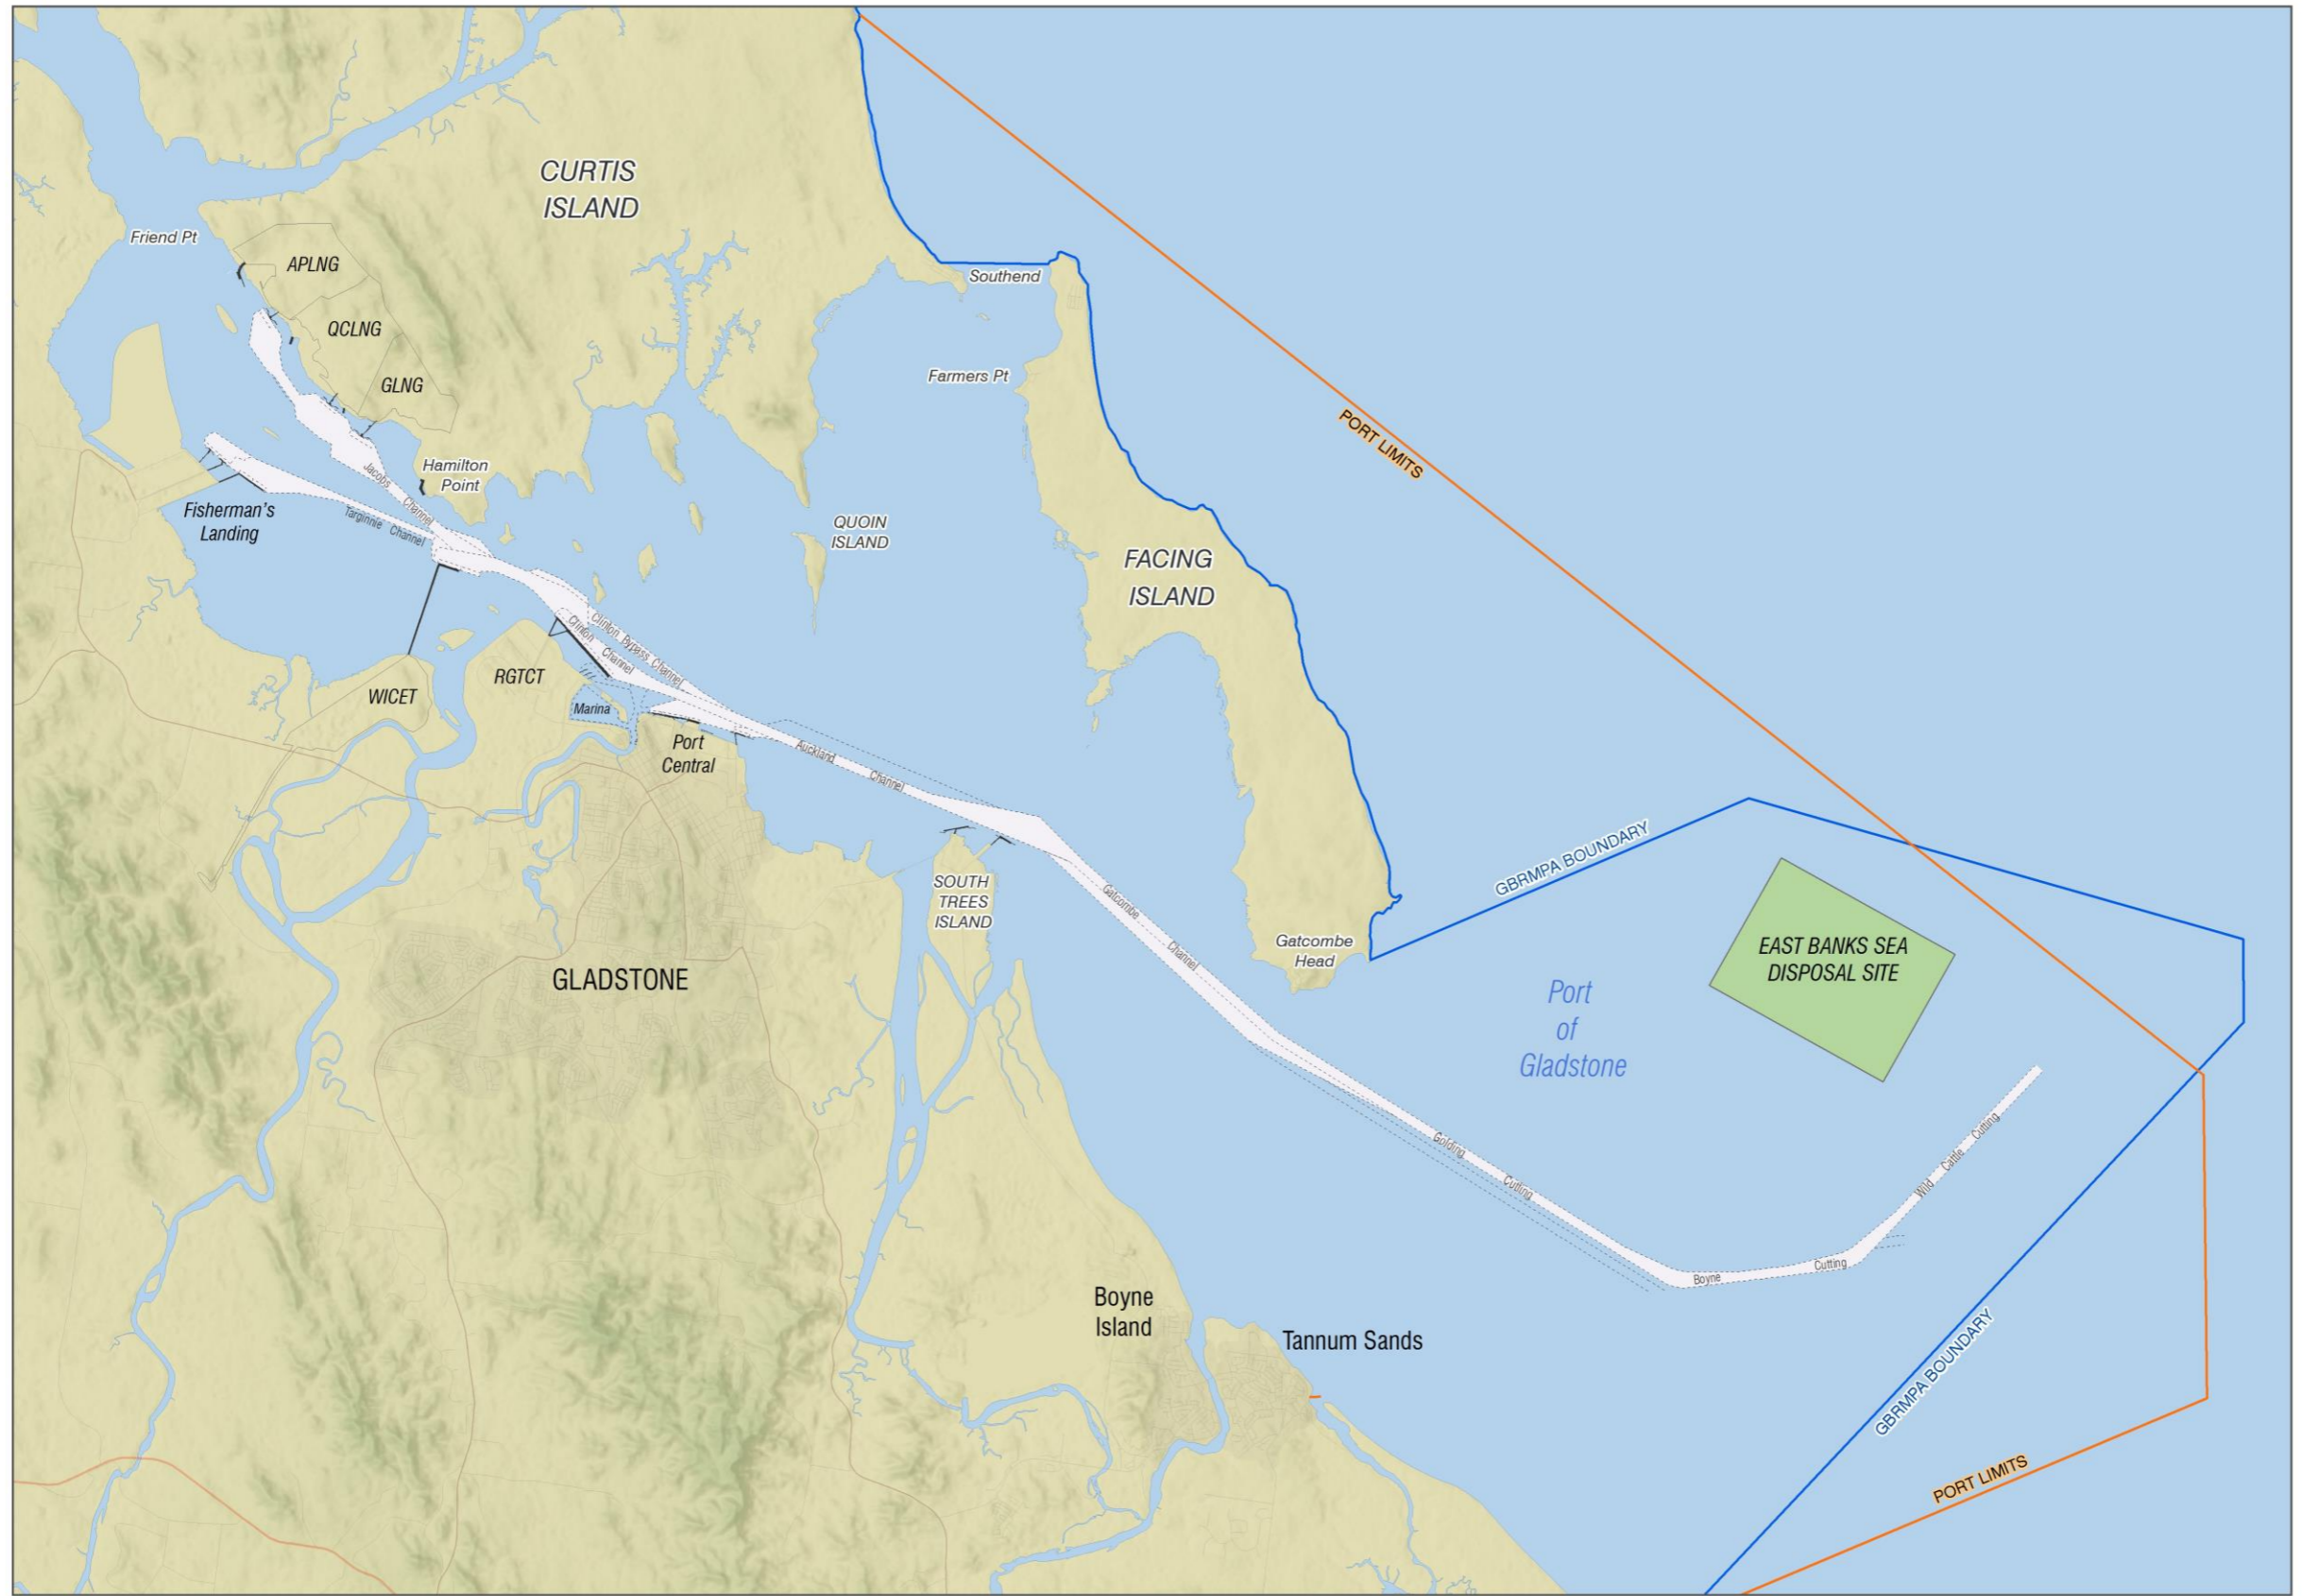 CURTIS
ISLAND
Friend Pt
APLNG
Southend
QCLNG
Farmers Pt
GLNG
PORT LIMITS
Hamilton
Point
Jacobs Channel
Fisherman's
Landing
Targinnie Channel
QUOIN
ISLAND
FACING
ISLAND
Clinton Bypass Channel
Clinton Channel
RGTCT
WICET
Marina
Port
Central
Auckland Channel
GBRMPA BOUNDARY
SOUTH
TREES
ISLAND
Gatcombe Channel
Gatcombe
Head
EAST BANKS SEA
DISPOSAL SITE
GLADSTONE
Port
of
Gladstone
Golding Cutting
Wild Cattle Cutting
Boyne Cutting
Boyne
Island
Tannum Sands
GBRMPA BOUNDARY
PORT LIMITS